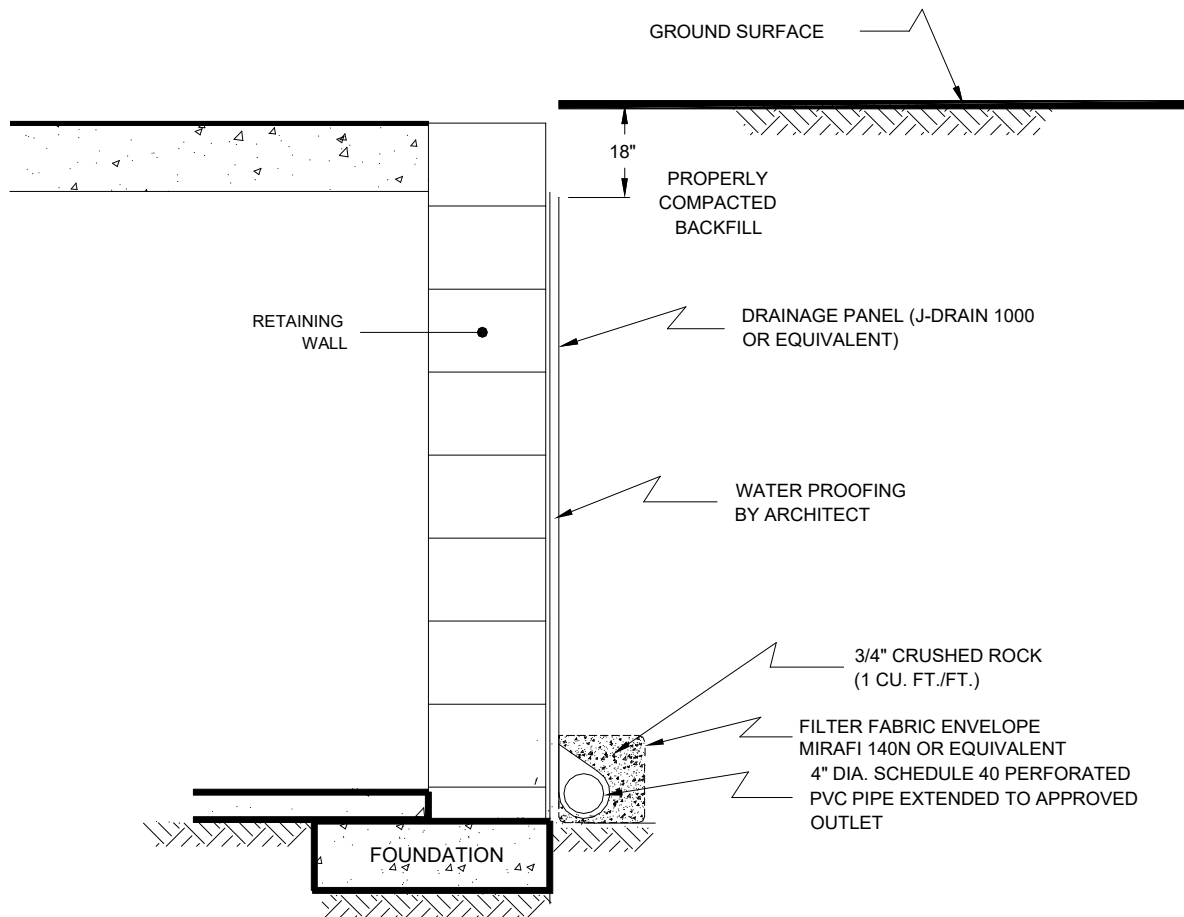 GROUND SURFACE
18"
PROPERLY
COMPACTED
BACKFILL
RETAINING
WALL
DRAINAGE PANEL (J-DRAIN 1000
OR EQUIVALENT)
WATER PROOFING
BY ARCHITECT
3/4" CRUSHED ROCK
(1 CU. FT./FT.)
FILTER FABRIC ENVELOPE
MIRAFI 140N OR EQUIVALENT
4" DIA. SCHEDULE 40 PERFORATED
PVC PIPE EXTENDED TO APPROVED
OUTLET
FOUNDATION